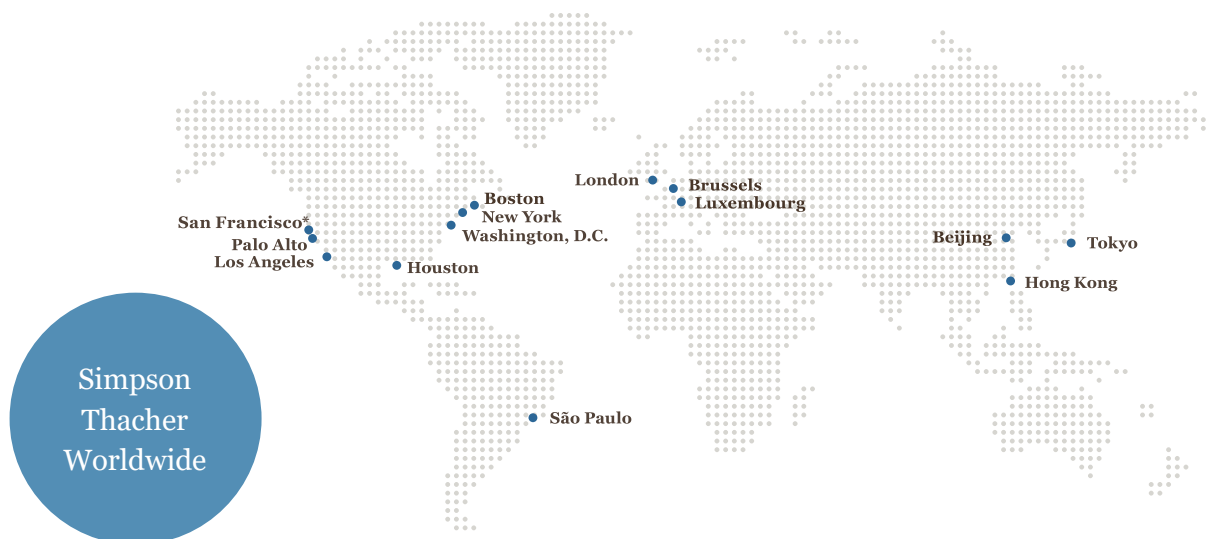 London
Brussels
Luxembourg
Boston
New York
Washington, D.C.
San Francisco*
Palo Alto
Los Angeles
Houston
Beijing
Tokyo
Hong Kong
São Paulo
Simpson
Thacher
Worldwide